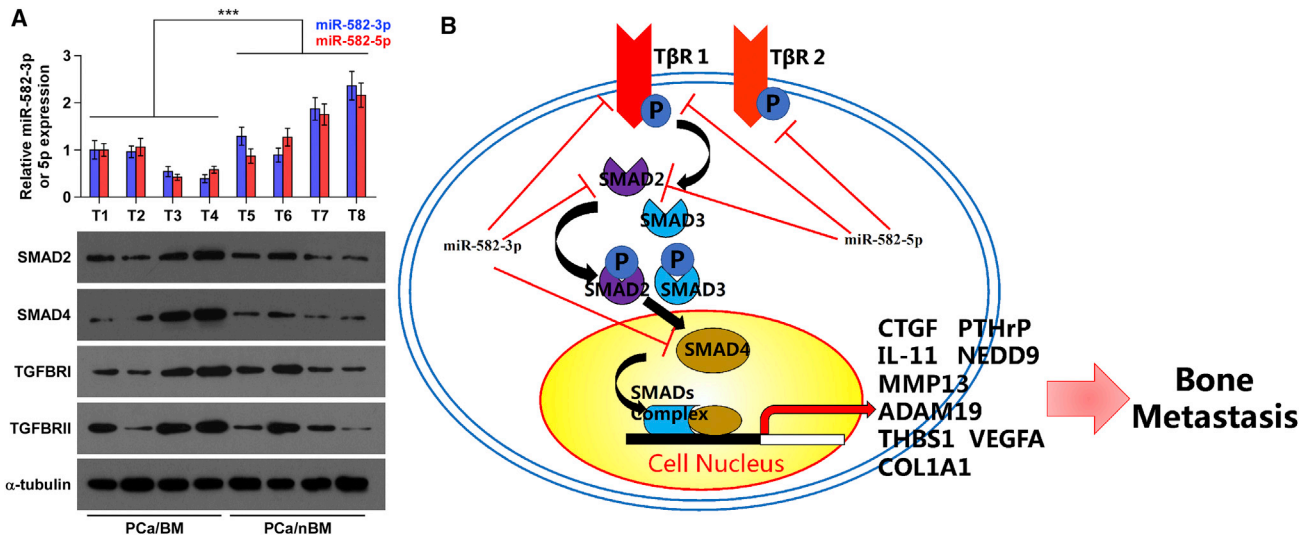 A
***
miR-582-3p
miR-582-5p
Relative miR-582-3p
or 5p expression
3
2
1
0
T1 T2 T3 T4 T5 T6 T7 T8
SMAD2
SMAD4
TGFBRI
TGFBRII
α-tubulin
PCa/BM PCa/nBM
B
TβR 1 TβR 2
P P
SMAD2
SMAD3
miR-582-3p miR-582-5p
P P
SMAD2 SMAD3
SMAD4
SMADs
Complex
Cell Nucleus
CTGF PTHrP
IL-11 NEDD9
MMP13
ADAM19
THBS1 VEGFA
COL1A1
Bone
Metastasis